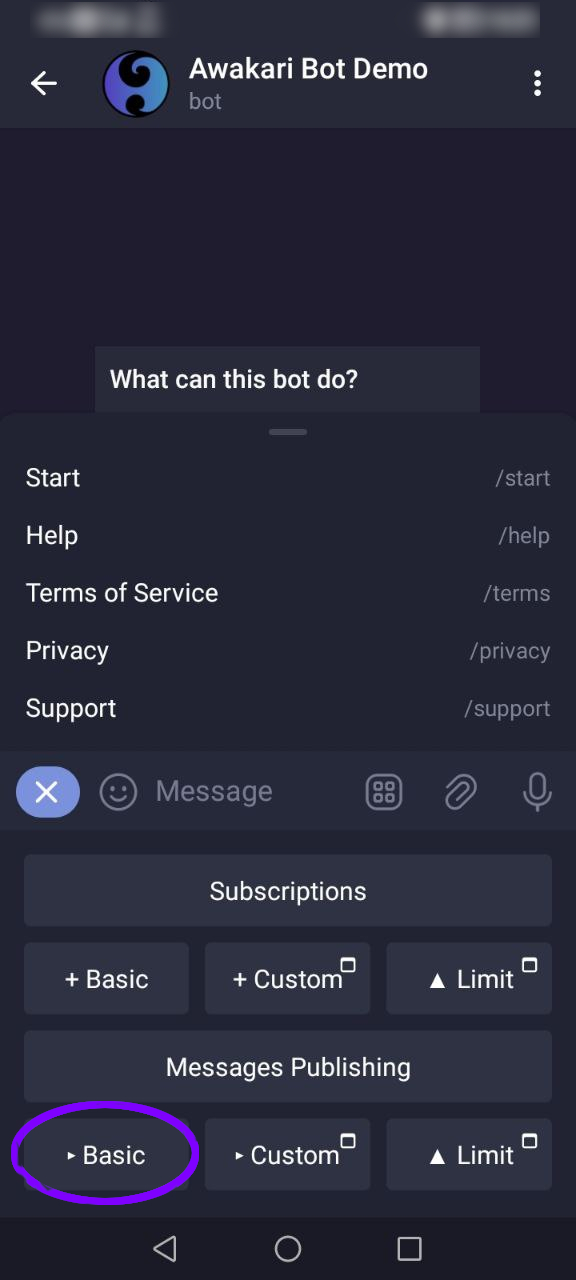 Awakari Bot Demo
bot
What can this bot do?
Start /start
Help /help
Terms of Service /terms
Privacy /privacy
Support /support
Message
Subscriptions
+ Basic + Custom ▲ Limit
Messages Publishing
‣ Basic ‣ Custom ▲ Limit